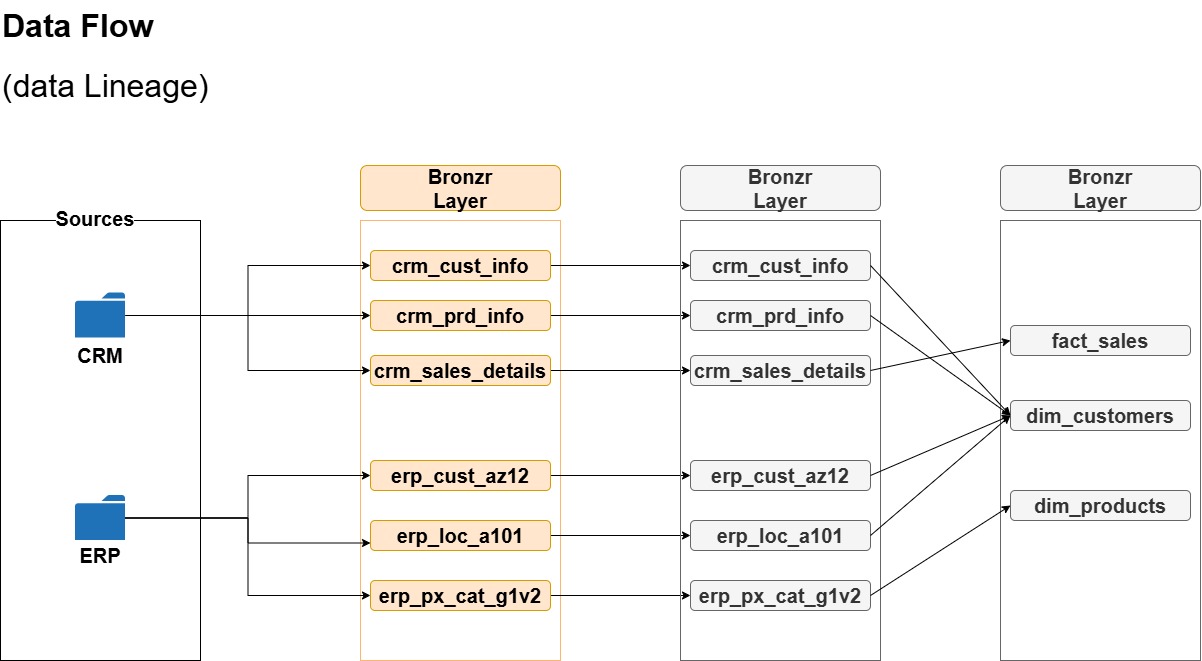 Data Flow
(data Lineage)
Bronzr
Layer
Bronzr
Layer
Bronzr
Layer
Sources
CRM
ERP
crm_cust_info
crm_prd_info
crm_sales_details
erp_cust_az12
erp_loc_a101
erp_px_cat_g1v2
crm_cust_info
crm_prd_info
crm_sales_details
erp_cust_az12
erp_loc_a101
erp_px_cat_g1v2
fact_sales
dim_customers
dim_products